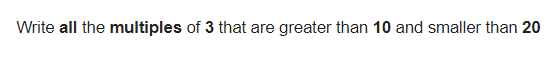 Write all the multiples of 3 that are greater than 10 and smaller than 20